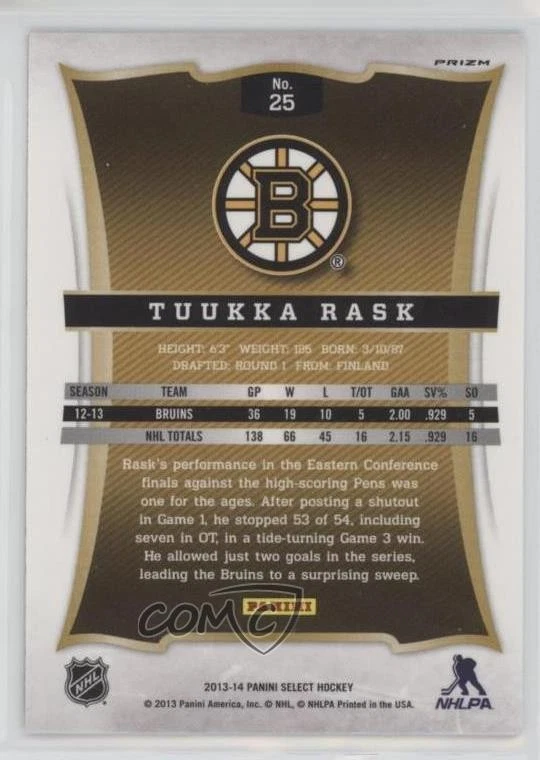 PRIZM
No.
25
B
®
TUUKKA RASK
HEIGHT: 6'3" WEIGHT: 185 BORN: 3/10/87
DRAFTED: ROUND 1 FROM: FINLAND
SEASON TEAM GP W L T/OT GAA SV% SO
12-13 BRUINS 36 19 10 5 2.00 .929 5
NHL TOTALS 138 66 45 16 2.15 .929 16
Rask's performance in the Eastern Conference
finals against the high-scoring Pens was
one for the ages. After posting a shutout
in Game 1, he stopped 53 of 54, including
seven in OT, in a tide-turning Game 3 win.
He allowed just two goals in the series,
leading the Bruins to a surprising sweep.
PANINI
COMC
NHL
2013-14 PANINI SELECT HOCKEY
© 2013 Panini America, Inc. © NHL, © NHLPA Printed in the USA.
NHLPA